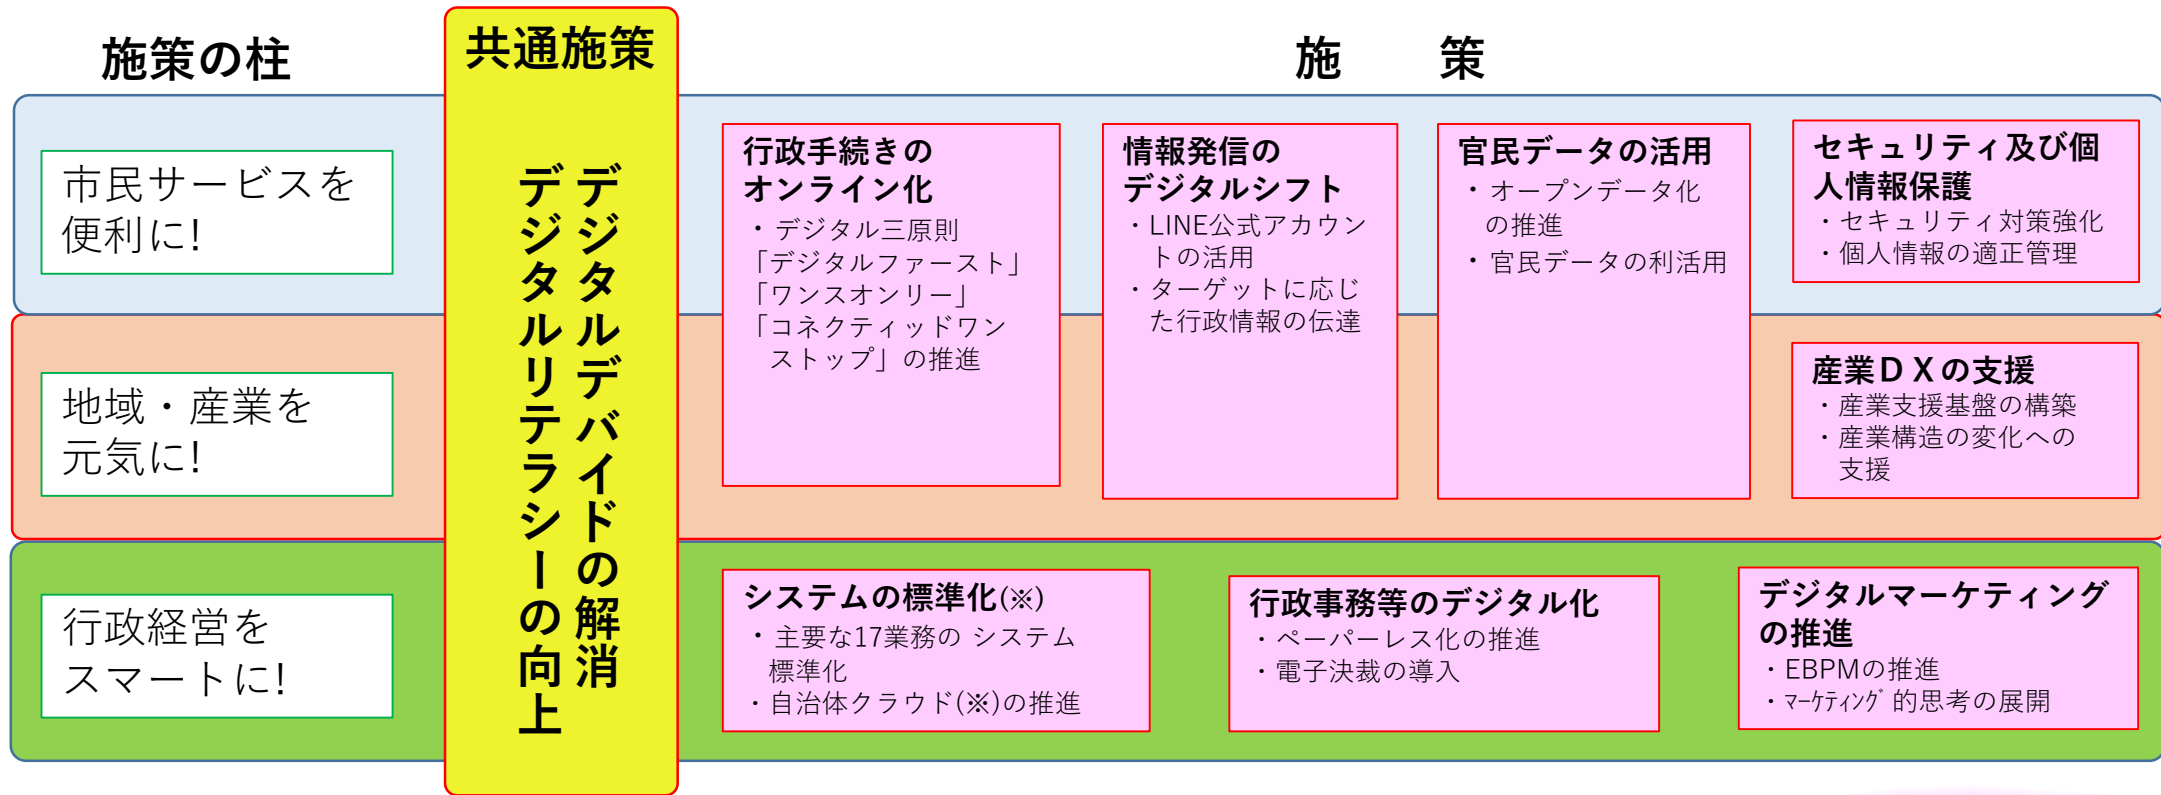 施策の柱
共通施策
施　策
市民サービスを
便利に!
地域・産業を
元気に!
行政経営を
スマートに!
デジタルデバイドの解消
デジタルリテラシーの向上
行政手続きの
オンライン化
・デジタル三原則
「デジタルファースト」
「ワンスオンリー」
「コネクティッドワン
ストップ」の推進
情報発信の
デジタルシフト
・LINE公式アカウン
トの活用
・ターゲットに応じ
た行政情報の伝達
官民データの活用
・オープンデータ化
の推進
・官民データの利活用
セキュリティ及び個
人情報保護
・セキュリティ対策強化
・個人情報の適正管理
産業ＤＸの支援
・産業支援基盤の構築
・産業構造の変化への
支援
システムの標準化(※)
・主要な17業務の システム
標準化
・自治体クラウド(※)の推進
行政事務等のデジタル化
・ペーパーレス化の推進
・電子決裁の導入
デジタルマーケティング
の推進
・EBPMの推進
・ﾏｰｹﾃｨﾝｸﾞ的思考の展開